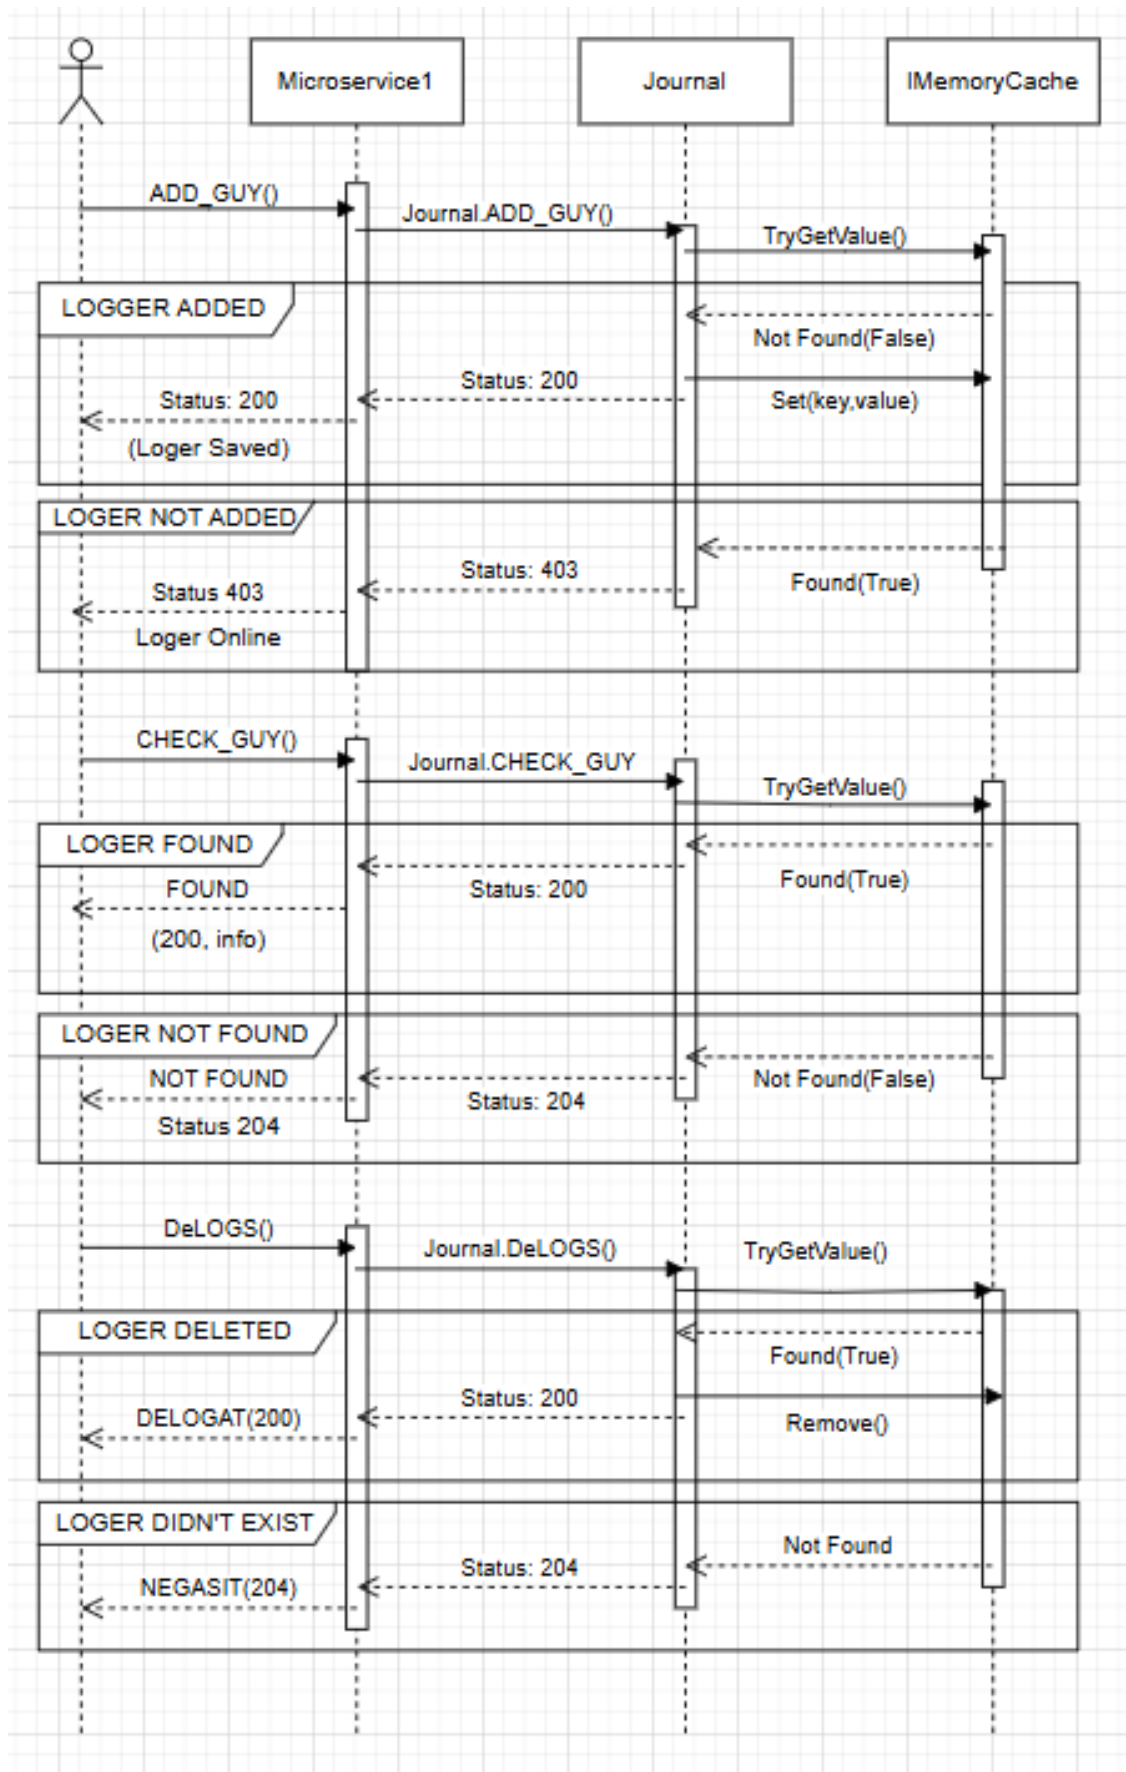 Microservice1
Journal
IMemoryCache
ADD_GUY()
Journal.ADD_GUY()
TryGetValue()
LOGGER ADDED
Not Found(False)
Status: 200
Status: 200
Set(key,value)
(Loger Saved)
LOGER NOT ADDED
Status: 403
Found(True)
Status 403
Loger Online
CHECK_GUY()
Journal.CHECK_GUY
TryGetValue()
LOGER FOUND
Found(True)
FOUND
Status: 200
(200, info)
LOGER NOT FOUND
NOT FOUND
Not Found(False)
Status: 204
Status 204
DeLOGS()
Journal.DeLOGS()
TryGetValue()
LOGER DELETED
Found(True)
Status: 200
DELOGAT(200)
Remove()
LOGER DIDN'T EXIST
Not Found
Status: 204
NEGASIT(204)